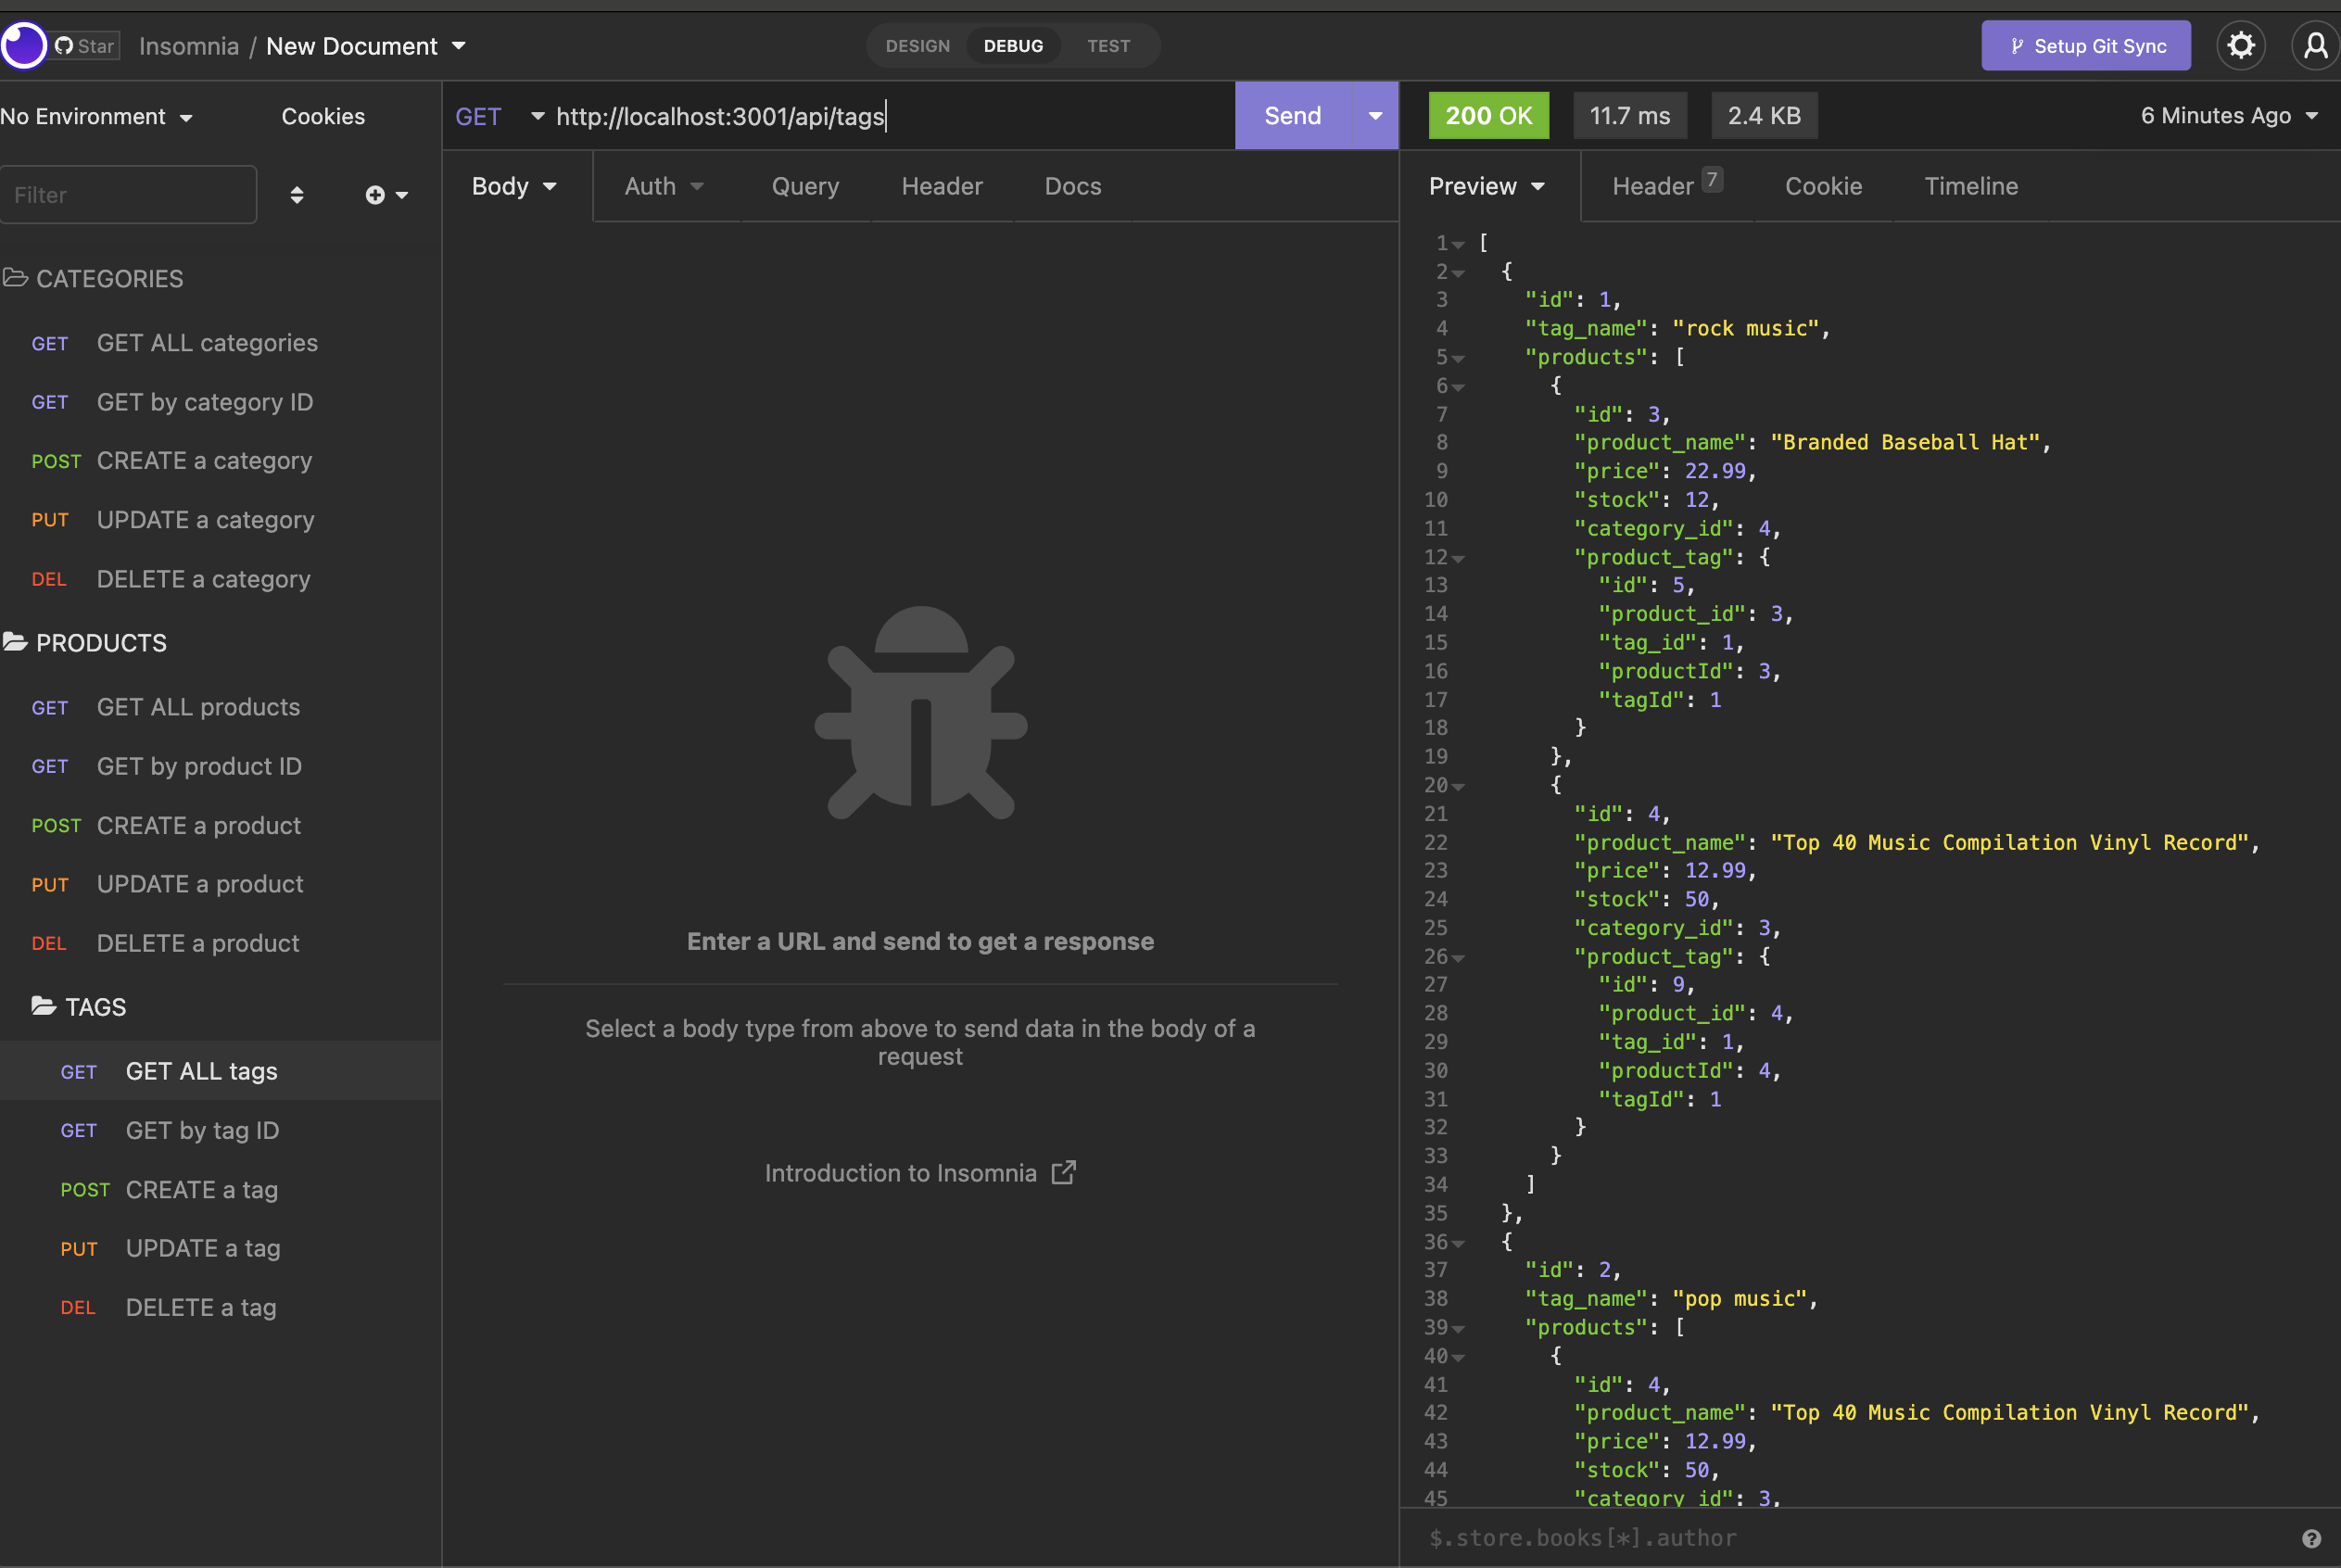 Star Insomnia / New Document DESIGN DEBUG TEST Setup Git Sync
No Environment Cookies
Filter
CATEGORIES
GET GET ALL categories
GET GET by category ID
POST CREATE a category
PUT UPDATE a category
DEL DELETE a category
PRODUCTS
GET GET ALL products
GET GET by product ID
POST CREATE a product
PUT UPDATE a product
DEL DELETE a product
TAGS
GET GET ALL tags
GET GET by tag ID
POST CREATE a tag
PUT UPDATE a tag
DEL DELETE a tag
GET http://localhost:3001/api/tags Send
Body Auth Query Header Docs
Enter a URL and send to get a response
Select a body type from above to send data in the body of a
request
Introduction to Insomnia
200 OK 11.7 ms 2.4 KB 6 Minutes Ago
Preview Header 7 Cookie Timeline
1 [
2 {
3 "id": 1,
4 "tag_name": "rock music",
5 "products": [
6 {
7 "id": 3,
8 "product_name": "Branded Baseball Hat",
9 "price": 22.99,
10 "stock": 12,
11 "category_id": 4,
12 "product_tag": {
13 "id": 5,
14 "product_id": 3,
15 "tag_id": 1,
16 "productId": 3,
17 "tagId": 1
18 }
19 },
20 {
21 "id": 4,
22 "product_name": "Top 40 Music Compilation Vinyl Record",
23 "price": 12.99,
24 "stock": 50,
25 "category_id": 3,
26 "product_tag": {
27 "id": 9,
28 "product_id": 4,
29 "tag_id": 1,
30 "productId": 4,
31 "tagId": 1
32 }
33 }
34 ]
35 },
36 {
37 "id": 2,
38 "tag_name": "pop music",
39 "products": [
40 {
41 "id": 4,
42 "product_name": "Top 40 Music Compilation Vinyl Record",
43 "price": 12.99,
44 "stock": 50,
45 "category_id": 3,
$.store.books[*].author